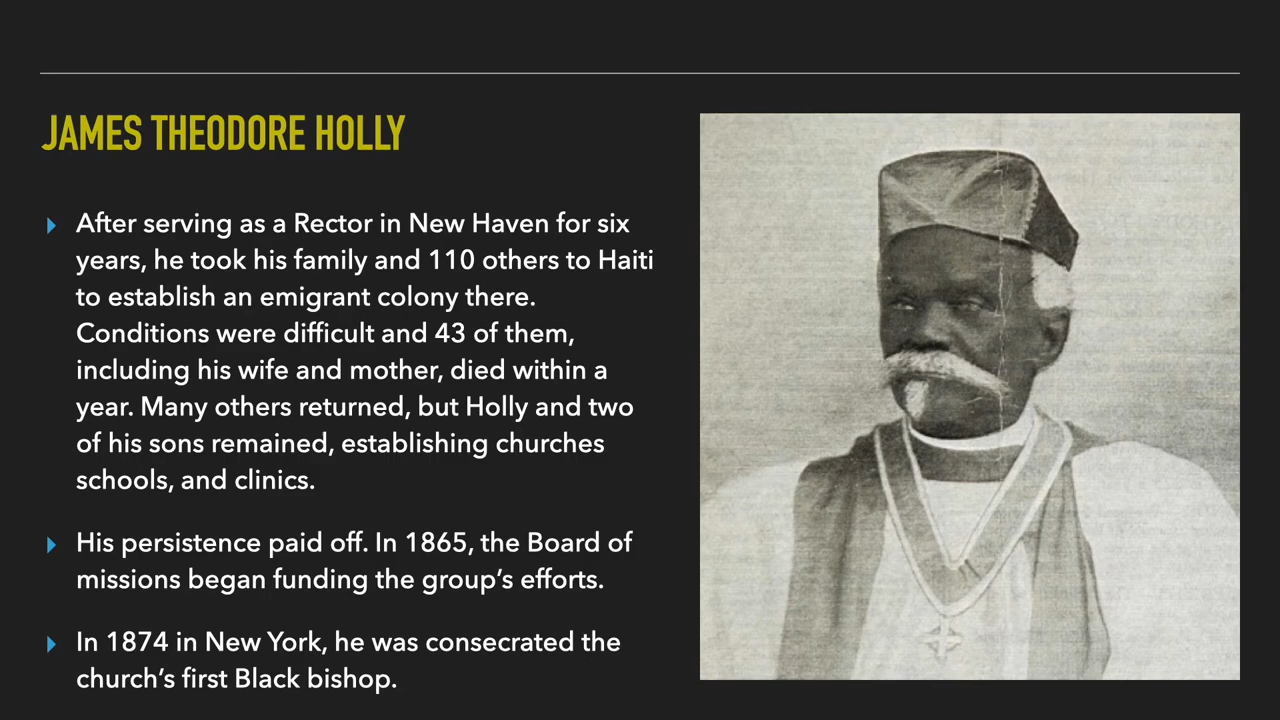 JAMES THEODORE HOLLY
After serving as a Rector in New Haven for six
years, he took his family and 110 others to Haiti
to establish an emigrant colony there.
Conditions were difficult and 43 of them,
including his wife and mother, died within a
year. Many others returned, but Holly and two
of his sons remained, establishing churches
schools, and clinics.
His persistence paid off. In 1865, the Board of
missions began funding the group’s efforts.
In 1874 in New York, he was consecrated the
church’s first Black bishop.